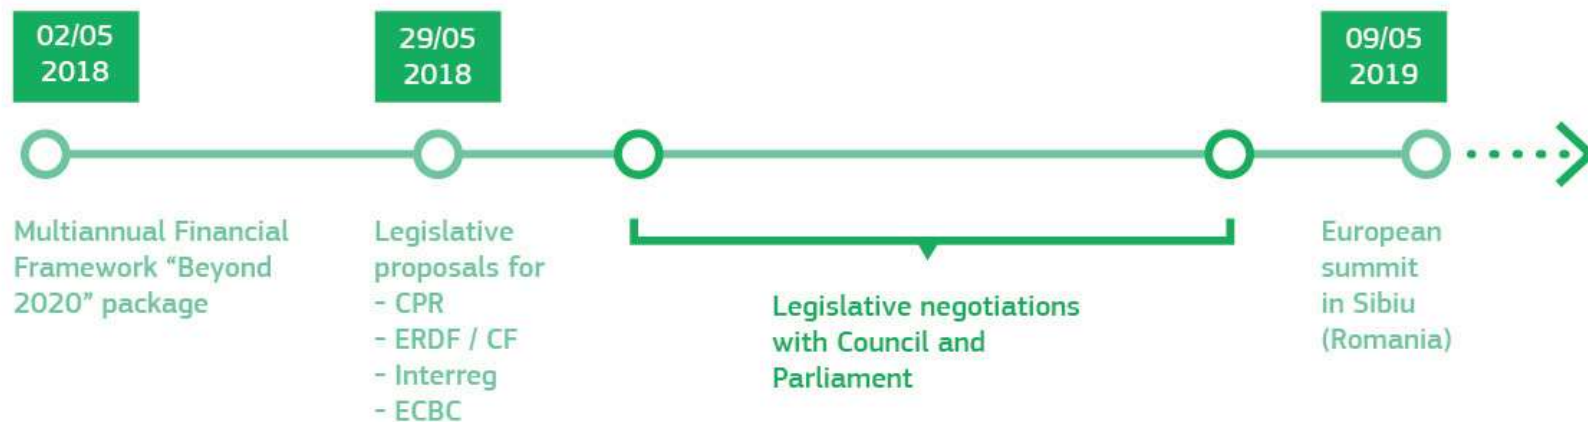 02/05
2018
29/05
2018
09/05
2019
Multiannual Financial
Framework “Beyond
2020” package
Legislative
proposals for
- CPR
- ERDF / CF
- Interreg
- ECBC
Legislative negotiations
with Council and
Parliament
European
summit
in Sibiu
(Romania)